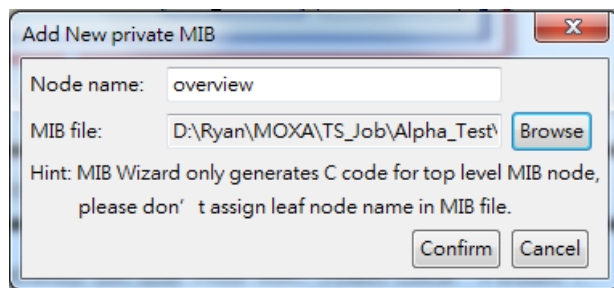 Add New private MIB
Node name: overview
MIB file: D:\Ryan\MOXA\TS_Job\Alpha_Test\ Browse
Hint: MIB Wizard only generates C code for top level MIB node,
please don't assign leaf node name in MIB file.
Confirm Cancel